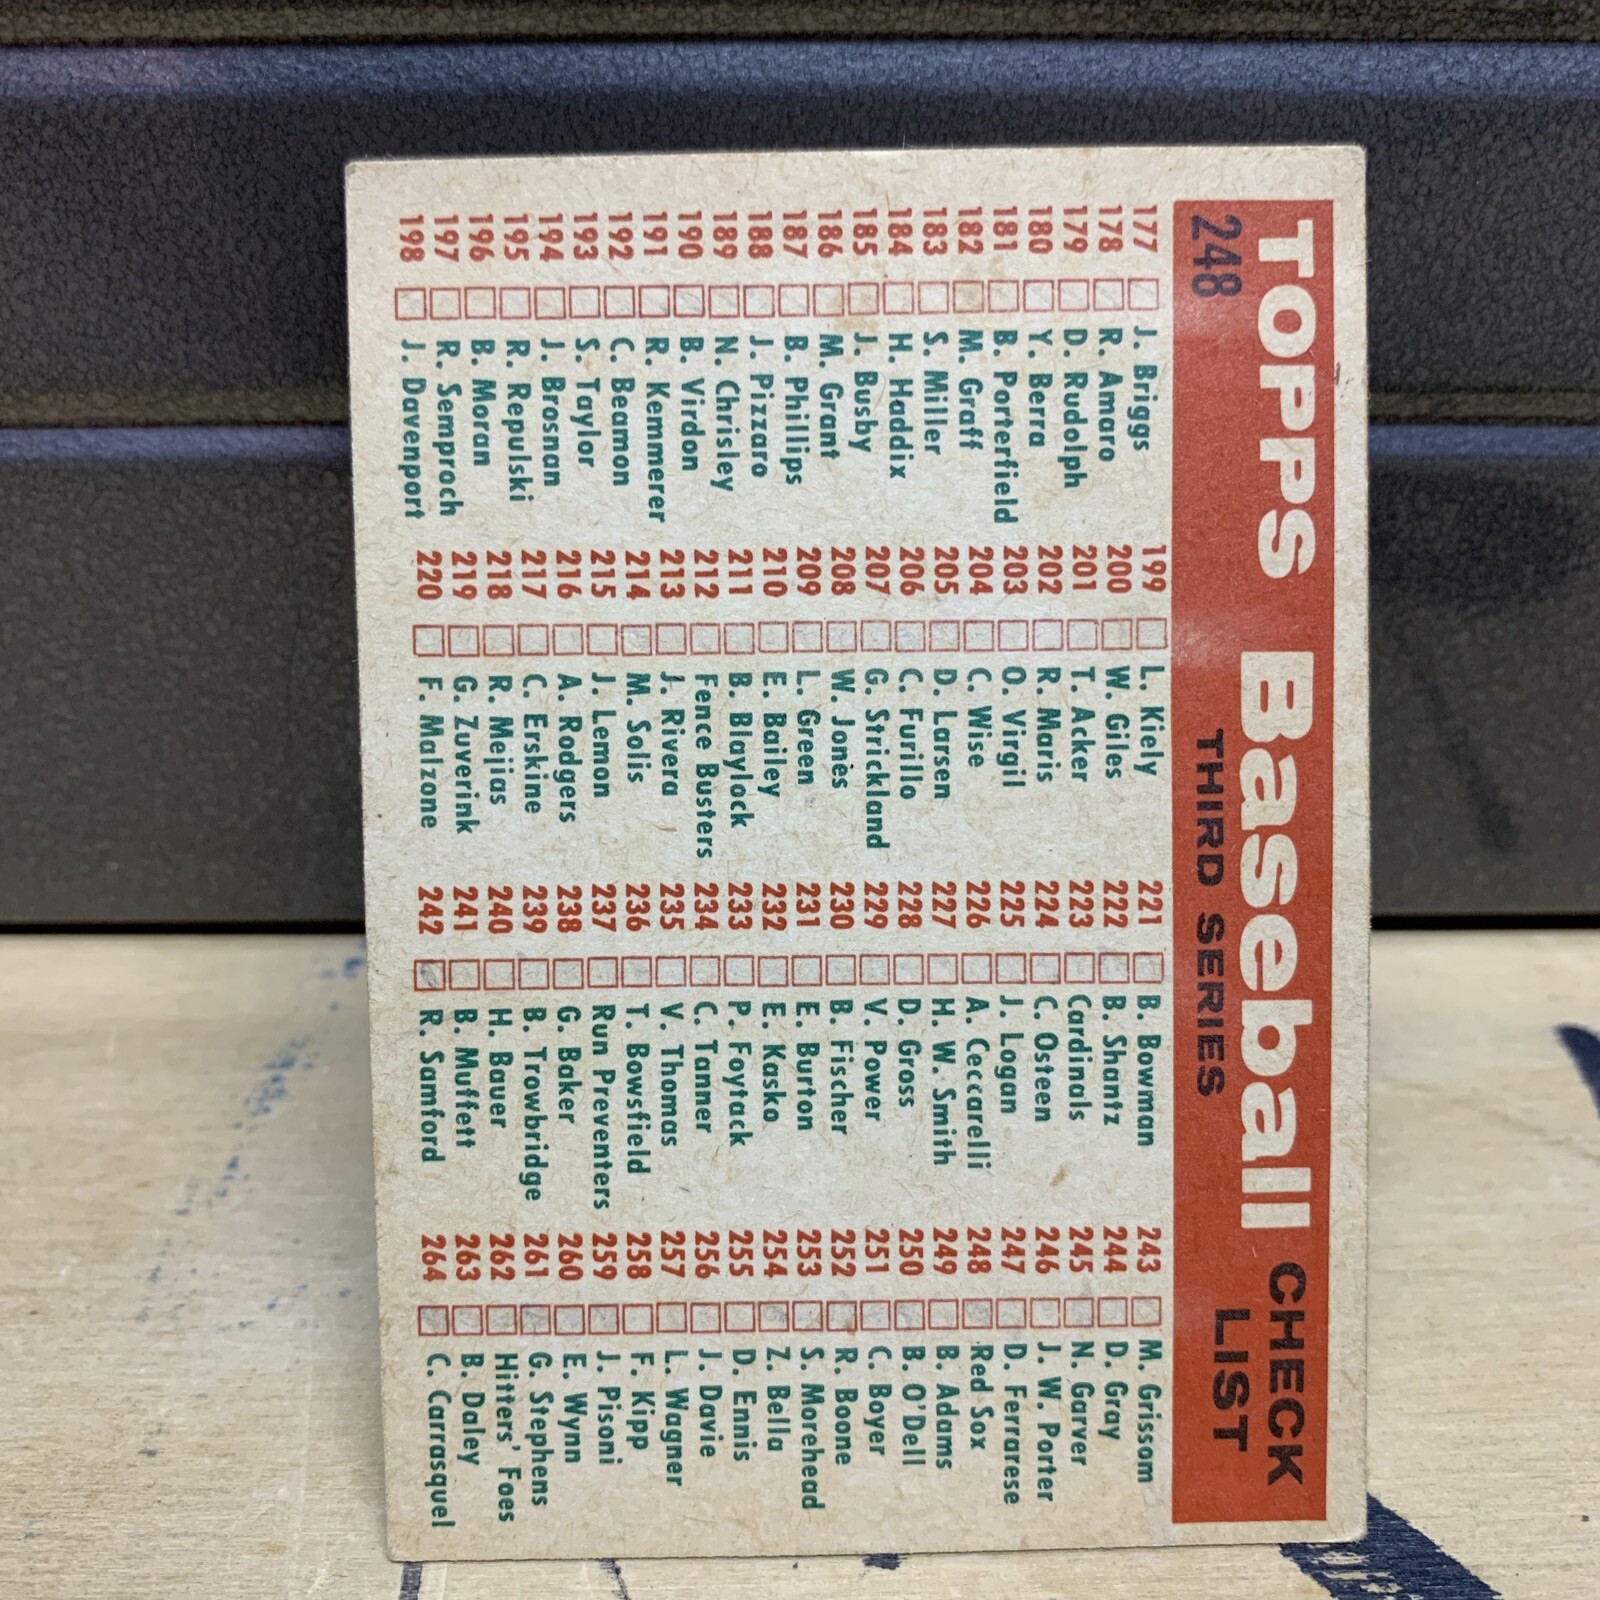 TOPPS Baseball CHECK LIST
248 THIRD SERIES
177 J. Briggs
178 R. Amaro
179 D. Rudolph
180 Y. Berra
181 B. Porterfield
182 M. Graff
183 S. Miller
184 H. Haddix
185 J. Busby
186 M. Grant
187 B. Phillips
188 J. Pizzaro
189 N. Chrisley
190 B. Virdon
191 R. Kemmerer
192 C. Beamon
193 S. Taylor
194 J. Brosnan
195 R. Repulski
196 B. Moran
197 R. Semproch
198 J. Davenport
199 L. Kiely
200 W. Giles
201 T. Acker
202 R. Maris
203 O. Virgil
204 C. Wise
205 D. Larsen
206 C. Furillo
207 G. Strickland
208 W. Jones
209 L. Green
210 E. Bailey
211 B. Blaylock
212 Fence Busters
213 J. Rivera
214 M. Solis
215 J. Lemon
216 A. Rodgers
217 C. Erskine
218 R. Mejias
219 G. Zuverink
220 F. Malzone
221 B. Bowman
222 B. Shantz
223 Cardinals
224 C. Osteen
225 J. Logan
226 A. Ceccarelli
227 H. W. Smith
228 D. Gross
229 V. Power
230 B. Fischer
231 E. Burton
232 E. Kasko
233 P. Foytack
234 C. Tanner
235 V. Thomas
236 T. Bowsfield
237 Run Preventers
238 G. Baker
239 B. Trowbridge
240 H. Bauer
241 B. Muffett
242 R. Samford
243 M. Grissom
244 D. Gray
245 N. Garver
246 J. W. Porter
247 D. Ferrarese
248 Red Sox
249 B. Adams
250 B. O'Dell
251 C. Boyer
252 R. Boone
253 S. Morehead
254 Z. Bella
255 D. Ennis
256 J. Davie
257 L. Wagner
258 F. Kipp
259 J. Pisoni
260 E. Wynn
261 G. Stephens
262 Hitters' Foes
263 B. Daley
264 C. Carrasquel